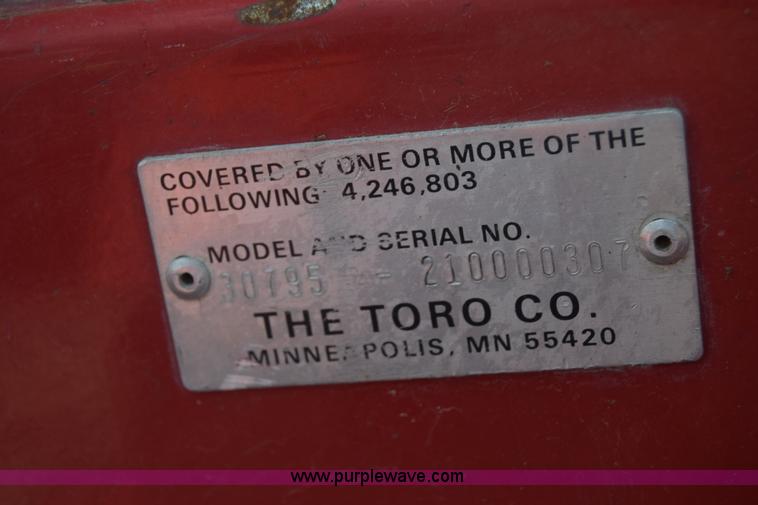 COVERED BY ONE OR MORE OF THE
FOLLOWING: 4,246,803
MODEL AND SERIAL NO.
30795 - 210000307
THE TORO CO.
MINNEAPOLIS, MN 55420
www.purplewave.com